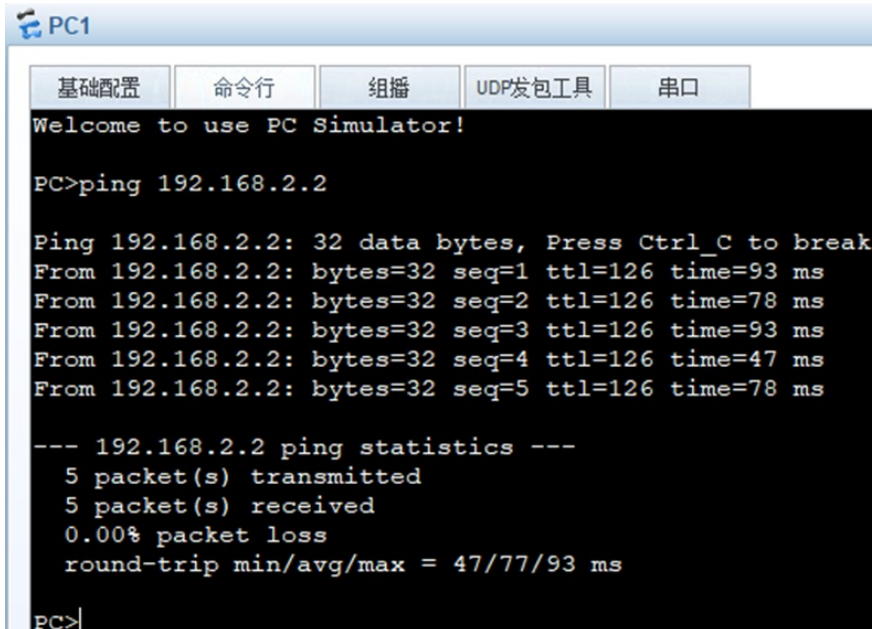 PC1
基础配置 命令行 组播 UDP发包工具 串口
Welcome to use PC Simulator!
PC>ping 192.168.2.2
Ping 192.168.2.2: 32 data bytes, Press Ctrl_C to break
From 192.168.2.2: bytes=32 seq=1 ttl=126 time=93 ms
From 192.168.2.2: bytes=32 seq=2 ttl=126 time=78 ms
From 192.168.2.2: bytes=32 seq=3 ttl=126 time=93 ms
From 192.168.2.2: bytes=32 seq=4 ttl=126 time=47 ms
From 192.168.2.2: bytes=32 seq=5 ttl=126 time=78 ms
--- 192.168.2.2 ping statistics ---
5 packet(s) transmitted
5 packet(s) received
0.00% packet loss
round-trip min/avg/max = 47/77/93 ms
PC>